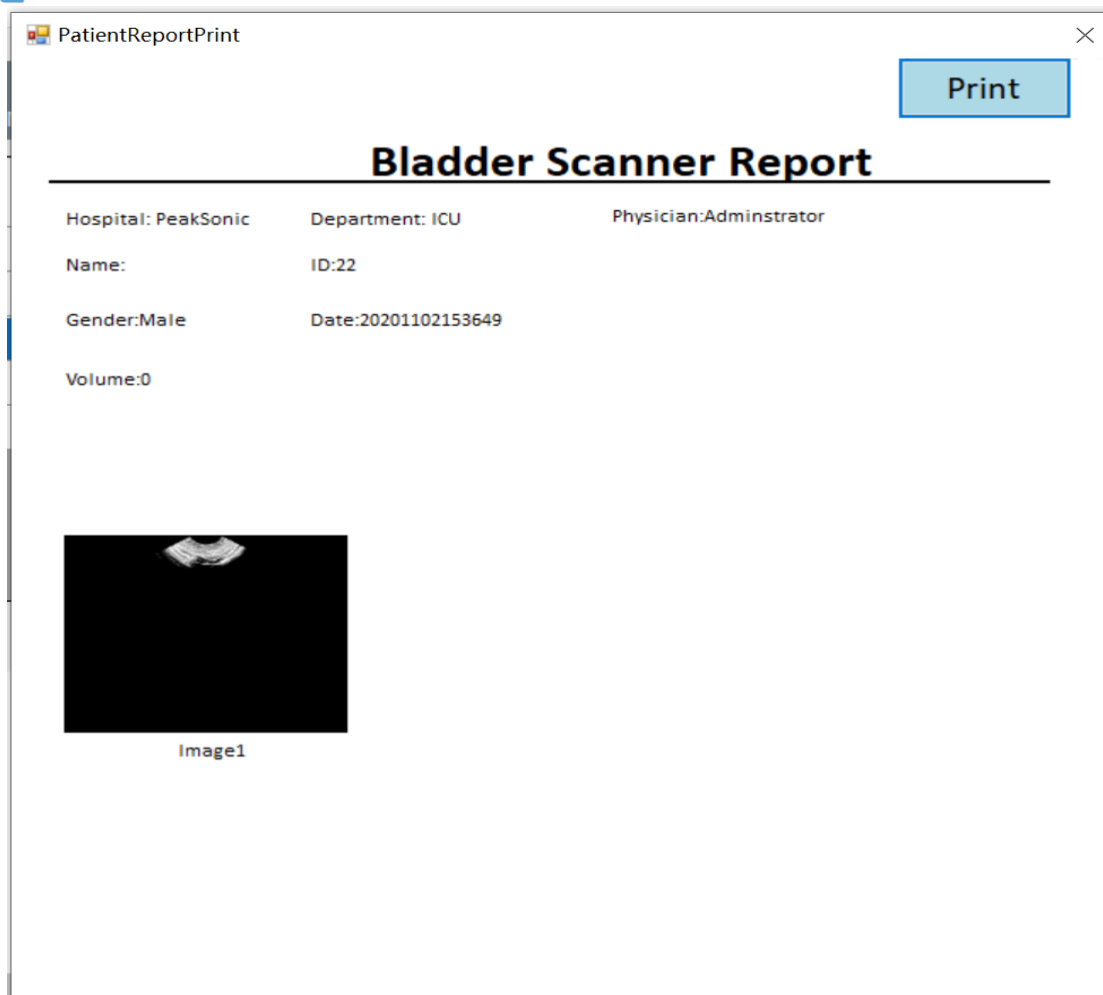 PatientReportPrint
Print
Bladder Scanner Report
Hospital: PeakSonic Department: ICU Physician:Adminstrator
Name: ID:22
Gender:Male Date:20201102153649
Volume:0
Image1